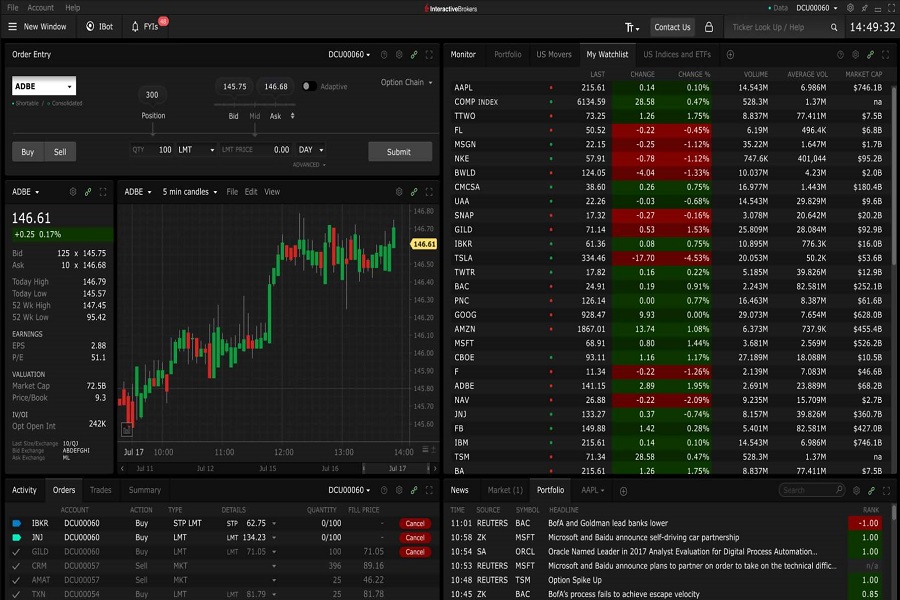 File Account Help InteractiveBrokers Data DCU00060
New Window IBot FYIs Contact Us Ticker Look Up / Help 14:49:32
Order Entry DCU00060
ADBE 300 145.75 146.68 Adaptive Option Chain
Shortable / Consolidated
Position Bid Mid Ask
Buy Sell QTY 100 LMT LMT PRICE 0.00 DAY Submit
ADVANCED
ADBE
146.61
+0.25 0.17%
Bid 125 x 145.75
Ask 10 x 146.68
Today High 146.79
Today Low 145.57
52 Wk High 147.45
52 Wk Low 95.42
EARNINGS
EPS 2.88
P/E 51.1
VALUATION
Market Cap 72.5B
Price/Book 9.3
IV/OI
Opt Open Int 242K
Last Size/Exchange 10/QJ
Bid Exchange ABDEFGHI
Ask Exchange ML
ADBE 5 min candles File Edit View
146.80
146.70
146.61
146.50
146.40
146.30
146.20
146.10
146.00
145.90
145.80
145.70
145.60
Jul 17 10:00 11:00 12:00 13:00 14:00
Jul 11 Jul 12 Jul 15 Jul 16 Jul 17
Monitor Portfolio US Movers My Watchlist US Indices and ETFs
LAST CHANGE CHANGE % VOLUME AVERAGE VOL MARKET CAP
AAPL 215.61 0.14 0.10% 14.543M 6.986M $746.1B
COMP INDEX 6134.59 28.58 0.47% 528.3M 1.37M na
TTWO 73.25 1.26 1.75% 8.837M 77.411M $7.5B
FL 50.52 -0.22 -0.45% 6.19M 496.4K $6.8B
MSGN 22.15 -0.25 -1.12% 35.22M 1.647M $1.7B
NKE 57.91 -0.78 -1.12% 747.6K 401,044 $95.2B
BWLD 124.05 -4.04 -1.33% 10.037M 4.23M $2.0B
CMCSA 38.60 0.26 0.75% 16.977M 1.443M $180.4B
UAA 22.26 -0.03 -0.68% 14.543M 29.829M $9.6B
SNAP 17.32 -0.27 -0.16% 3.078M 20.642M $20.2B
GILD 71.14 0.53 1.53% 25.809M 28.084M $92.9B
IBKR 61.36 0.08 0.75% 10.895M 776.3K $16.0B
TSLA 334.46 -17.70 -4.53% 20.053M 50.2K $53.6B
TWTR 17.82 0.16 0.22% 5.185M 39.826M $12.9B
BAC 24.91 0.19 0.91% 2.243M 82.581M $252.1B
PNC 126.14 0.00 0.77% 16.463M 8.387M $61.6B
GOOG 928.47 9.93 0.00% 29.073M 7.654M $628.0B
AMZN 1867.01 13.74 1.08% 6.373M 737.9K $455.4B
MSFT 68.91 0.80 1.44% 3.681M 2.569M $526.2B
CBOE 93.11 1.16 1.17% 27.189M 18.088M $10.5B
F 11.34 -0.22 -1.26% 2.139M 7.083M $46.6B
ADBE 141.15 2.89 1.95% 2.691M 23.889M $68.2B
NAV 26.88 -0.22 -2.09% 9.235M 15.709M $2.7B
JNJ 133.27 0.37 -0.74% 8.157M 39.826M $360.7B
FB 149.88 1.42 0.28% 5.401M 82.581M $427.0B
IBM 215.61 0.14 0.10% 14.543M 6.986M $746.1B
TSM 71.34 28.58 0.47% 528.3M 1.37M na
BA 215.61 1.26 1.75% 8.837M 77.411M $7.5B
Activity Orders Trades Summary DCU00060
ACCOUNT ACTION TYPE DETAILS QUANTITY FILL PRICE
IBKR DCU00060 Buy STP LMT STP 62.75 0/100 - Cancel
JNJ DCU00060 Buy LMT LMT 134.23 0/100 - Cancel
GILD DCU00060 Buy LMT LMT 71.05 100 71.05 Cancel
CRM DCU00057 Sell MKT 396 89.16
AMAT DCU00060 Sell MKT 25 46.22
TXN DCU00054 Sell LMT LMT 81.79 25 81.78
News Market (1) Portfolio AAPL Search
TIME SOURCE SYMBOL HEADLINE RANK
11:01 REUTERS BAC BofA and Goldman lead banks lower -1.00
10:58 ZK MSFT Microsoft and Baidu announce self-driving car partnership 1.00
10:54 SA ORCL Oracle Named Leader in 2017 Analyst Evaluation for Digital Process Automation... 1.00
10:53 REUTERS MSFT Microsoft and Baidu announce plans to partner on order to take on the technical diffic... n/a
10:48 REUTERS TSM Option Spike Up 1.00
10:45 ZK BAC BofA's process fails to achieve escape velocity 0.85